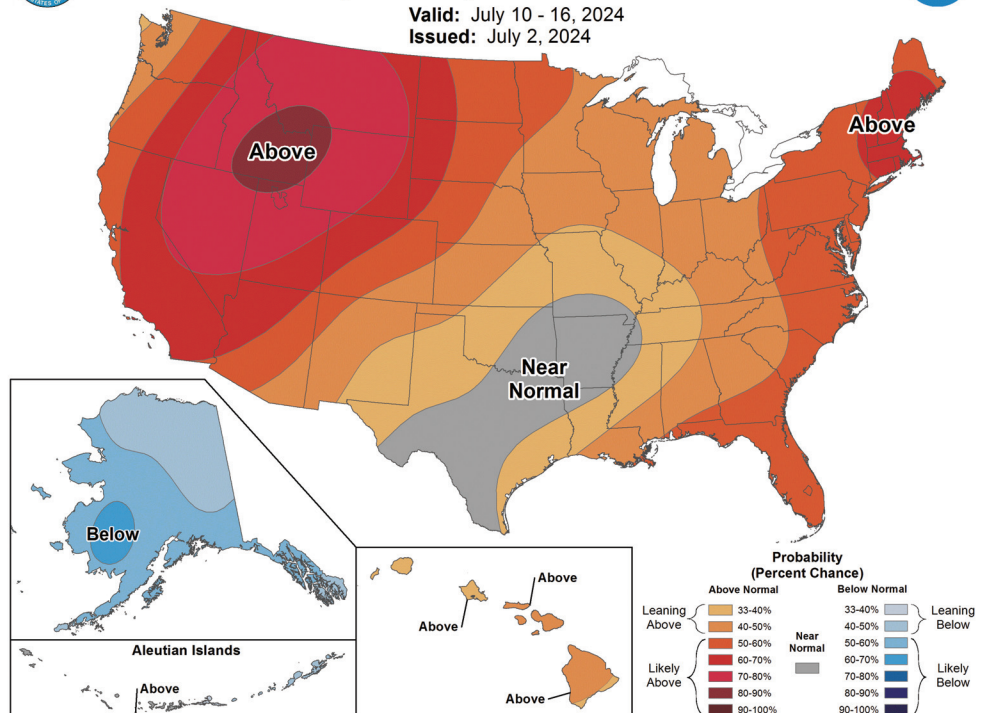 STATES OF
Valid: July 10 - 16, 2024
Issued: July 2, 2024
Above
Above
Near
Normal
Below
Aleutian Islands
Above
Above
Above
Above
Probability
(Percent Chance)
Above Normal
Below Normal
Leaning
Above
33-40%
40-50%
Likely
Above
50-60%
60-70%
70-80%
80-90%
90-100%
Near
Normal
33-40%
40-50%
Leaning
Below
50-60%
60-70%
70-80%
80-90%
90-100%
Likely
Below